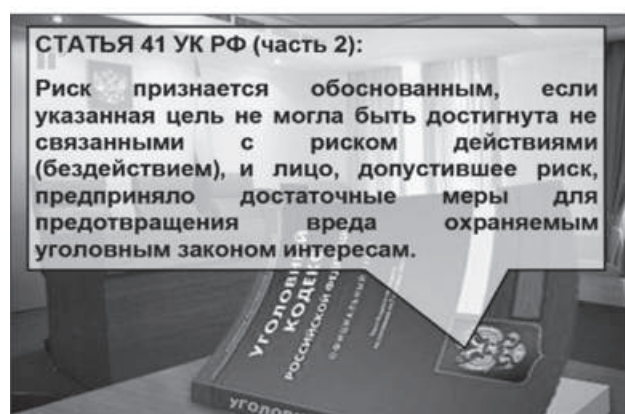 СТАТЬЯ 41 УК РФ (часть 2):
Риск признается обоснованным, если
указанная цель не могла быть достигнута не
связанными с риском действиями
(бездействием), и лицо, допустившее риск,
предприняло достаточные меры для
предотвращения вреда охраняемым
уголовным законом интересам.
УГОЛОВНЫЙ
КОДЕКС
РОССИЙСКОЙ ФЕДЕРАЦИИ
ОФИЦИАЛЬНЫЙ
УГОЛОВ